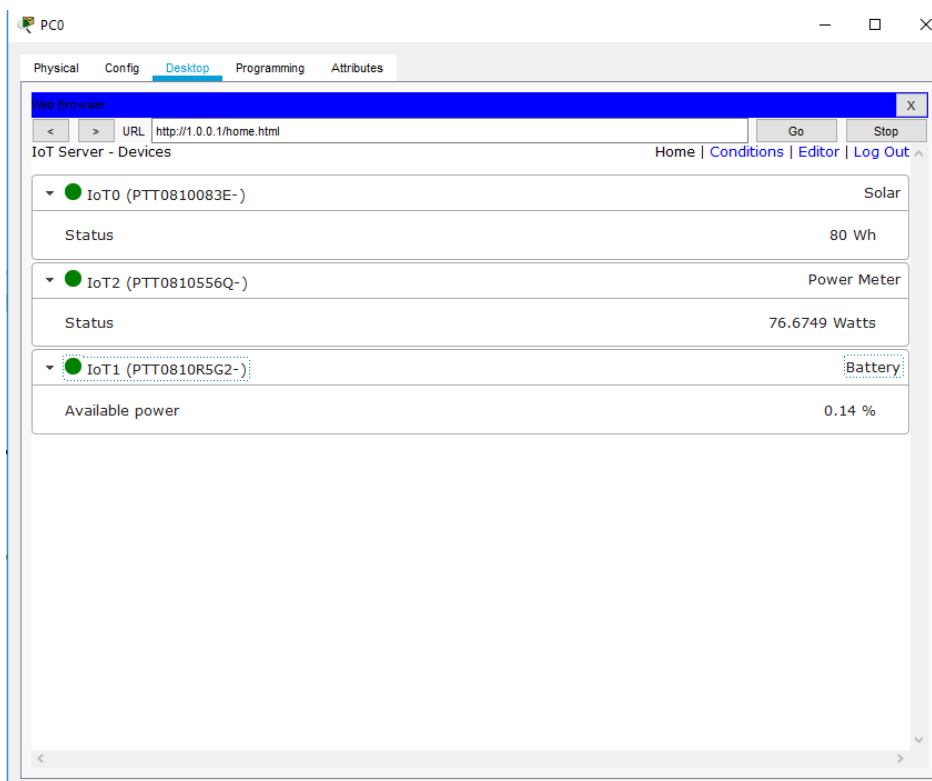 PC0
Physical Config Desktop Programming Attributes
Web Browser X
< > URL http://1.0.0.1/home.html Go Stop
IoT Server - Devices Home | Conditions | Editor | Log Out
IoT0 (PTT0810083E-) Solar
Status 80 Wh
IoT2 (PTT0810556Q-) Power Meter
Status 76.6749 Watts
IoT1 (PTT0810R5G2-) Battery
Available power 0.14 %